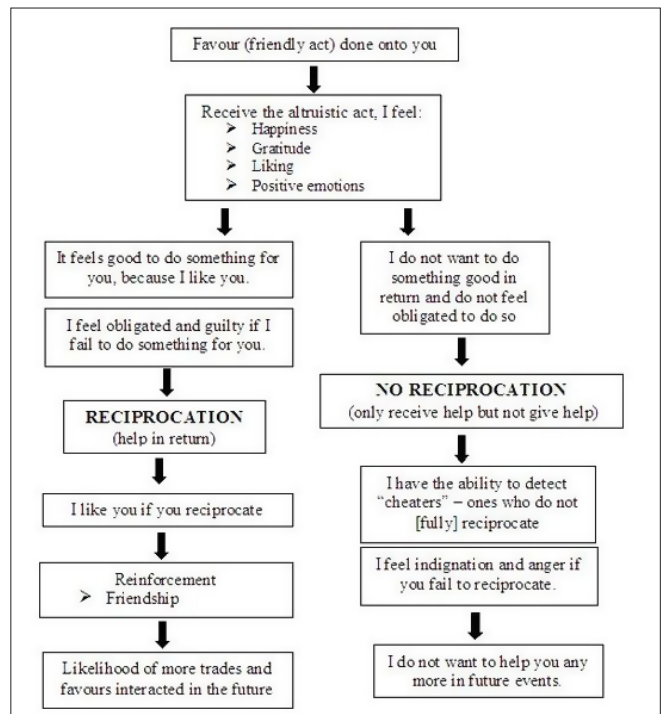 Favour (friendly act) done onto you
Receive the altruistic act, I feel:
➤ Happiness
➤ Gratitude
➤ Liking
➤ Positive emotions
It feels good to do something for
you, because I like you.
I feel obligated and guilty if I
fail to do something for you.
RECIPROCATION
(help in return)
I like you if you reciprocate
Reinforcement
➤ Friendship
Likelihood of more trades and
favours interacted in the future
I do not want to do
something good in
return and do not feel
obligated to do so
NO RECIPROCATION
(only receive help but not give help)
I have the ability to detect
“cheaters” – ones who do not
[fully] reciprocate
I feel indignation and anger if
you fail to reciprocate.
I do not want to help you any
more in future events.